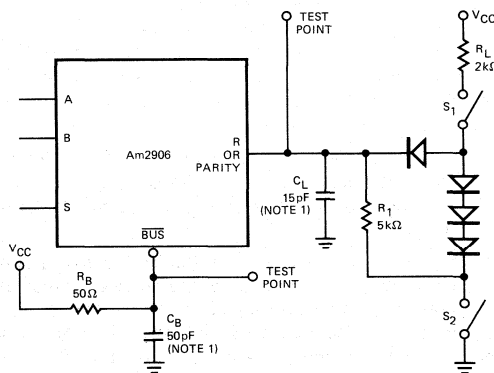 TEST
POINT
VCC
RL
2kΩ
S1
A
B
S
Am2906
R
OR
PARITY
BUS
CL
15pF
(NOTE 1)
R1
5kΩ
VCC
RB
50Ω
TEST
POINT
CB
50pF
(NOTE 1)
S2